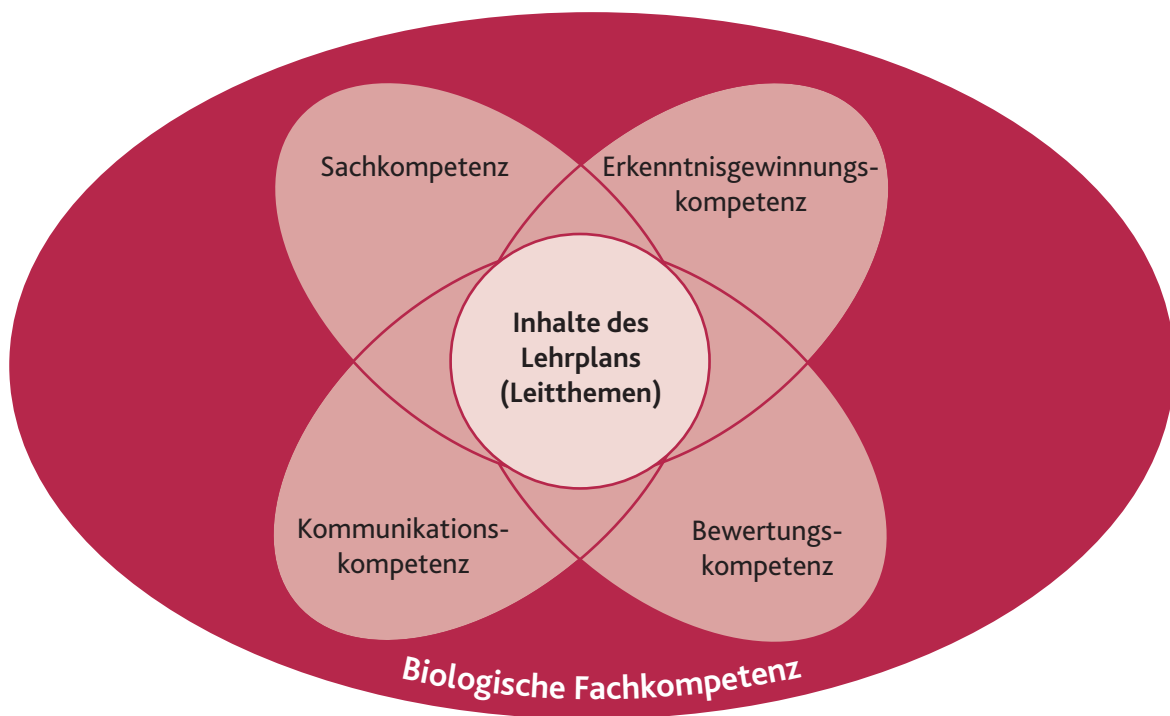 Sachkompetenz
Erkenntnisgewinnungs-
kompetenz
Inhalte des
Lehrplans
(Leitthemen)
Kommunikations-
kompetenz
Bewertungs-
kompetenz
Biologische Fachkompetenz